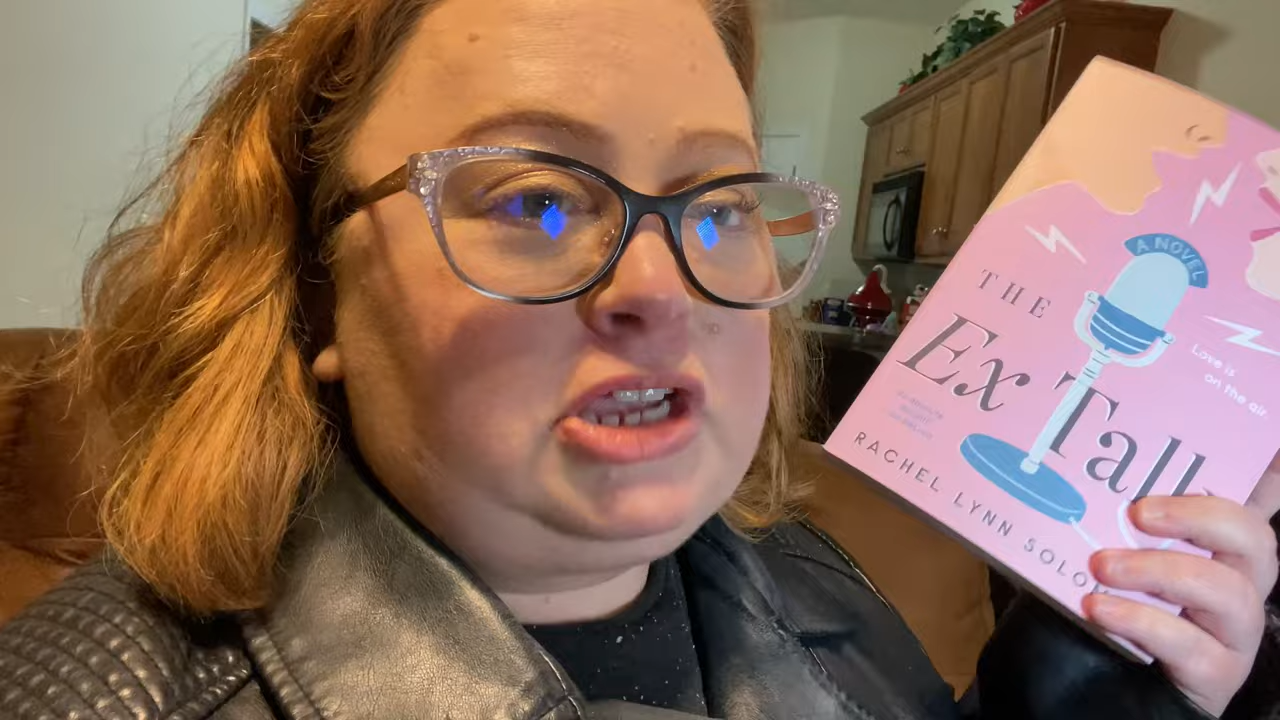 A NOVEL
THE
Ex Talk
Love is
on the air
RACHEL LYNN SOLO